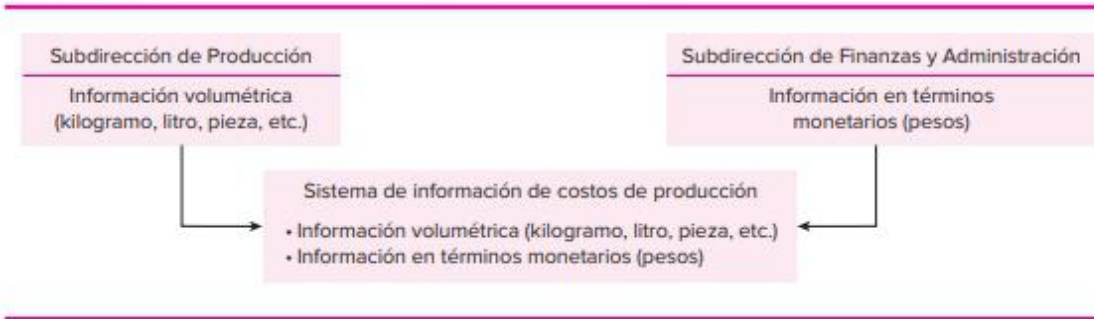 Subdirección de Producción
Información volumétrica
(kilogramo, litro, pieza, etc.)
Subdirección de Finanzas y Administración
Información en términos
monetarios (pesos)
Sistema de información de costos de producción
• Información volumétrica (kilogramo, litro, pieza, etc.)
• Información en términos monetarios (pesos)